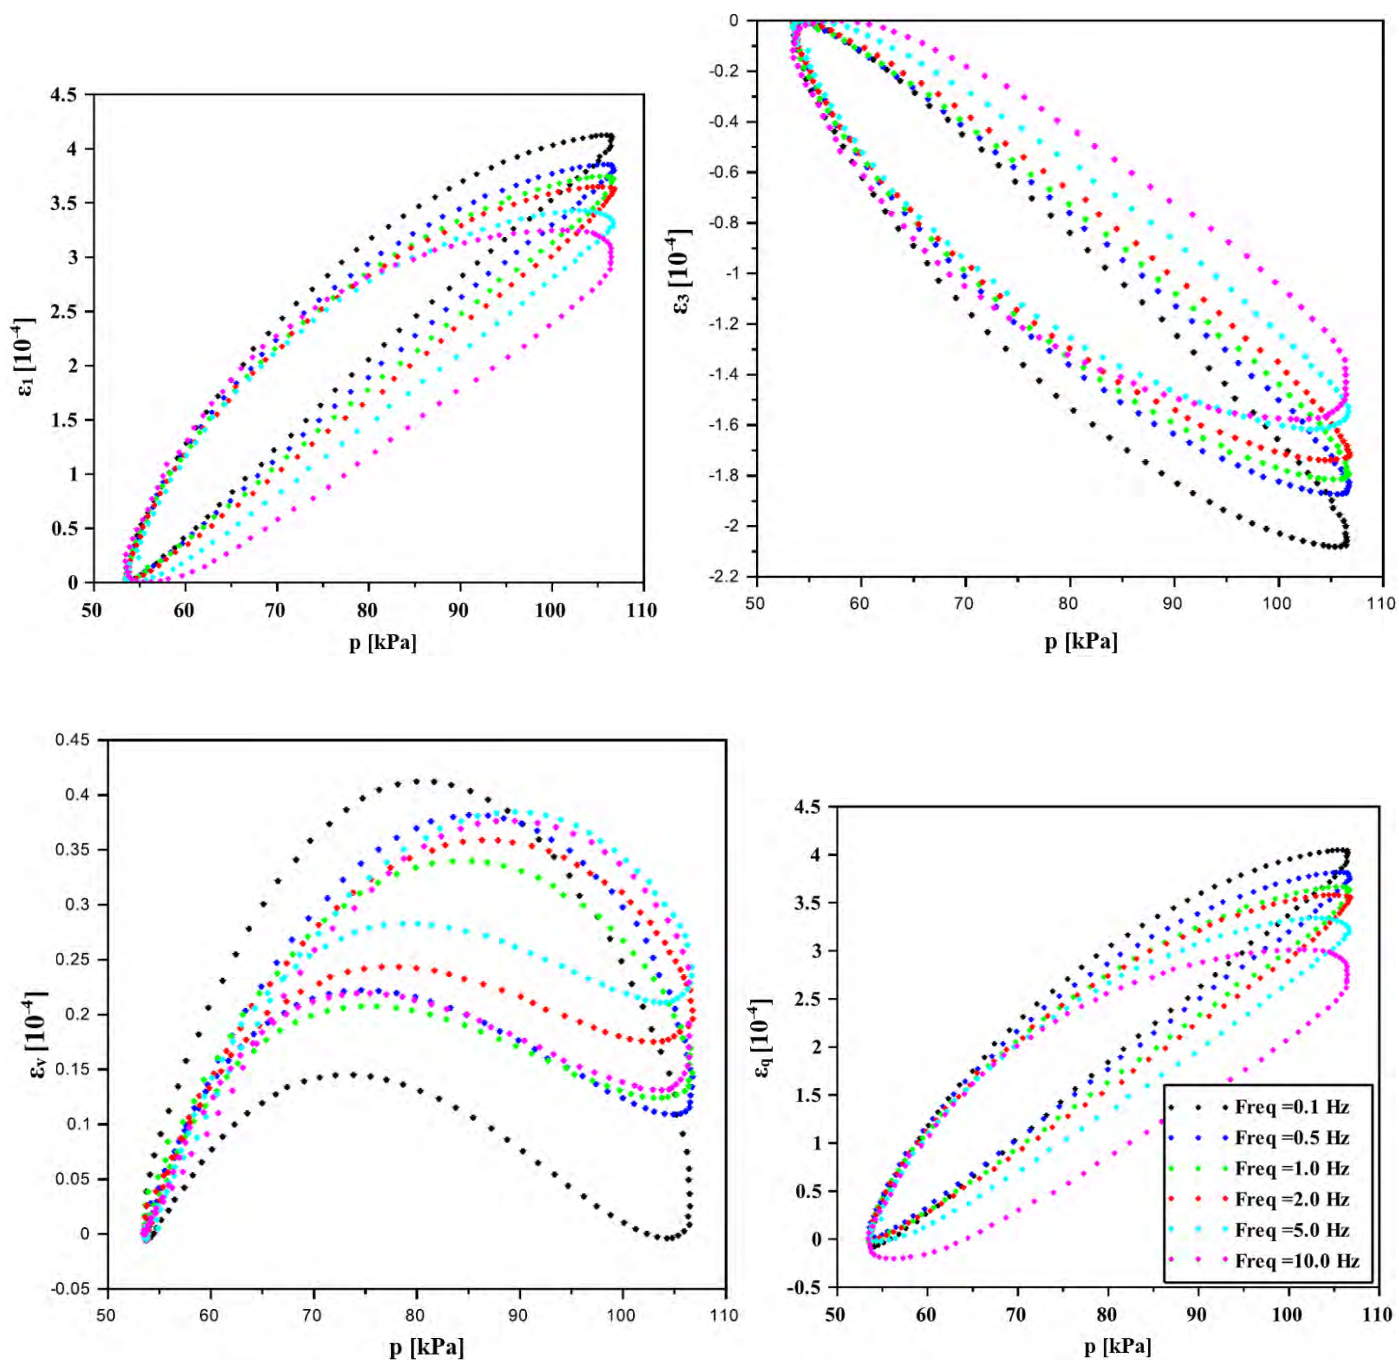 4.5
4
3.5
3
2.5
2
1.5
1
0.5
0
ε₁ [10⁻⁴]
50 60 70 80 90 100 110
p [kPa]
0
-0.2
-0.4
-0.6
-0.8
-1
-1.2
-1.4
-1.6
-1.8
-2
-2.2
ε₃ [10⁻⁴]
50 60 70 80 90 100 110
p [kPa]
0.45
0.4
0.35
0.3
0.25
0.2
0.15
0.1
0.05
0
-0.05
εᵥ [10⁻⁴]
50 60 70 80 90 100 110
p [kPa]
4.5
4
3.5
3
2.5
2
1.5
1
0.5
0
-0.5
ε_q [10⁻⁴]
50 60 70 80 90 100 110
p [kPa]
Freq =0.1 Hz
Freq =0.5 Hz
Freq =1.0 Hz
Freq =2.0 Hz
Freq =5.0 Hz
Freq =10.0 Hz